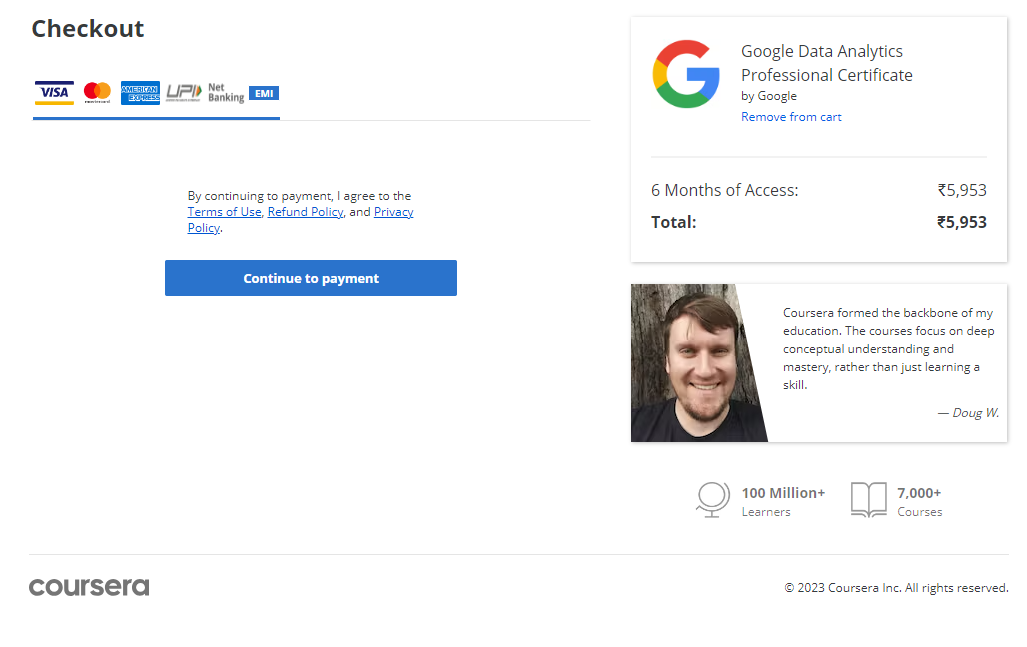 Checkout
VISA mastercard AMERICAN EXPRESS UPI Net Banking EMI
By continuing to payment, I agree to the
Terms of Use, Refund Policy, and Privacy
Policy.
Continue to payment
Google Data Analytics
Professional Certificate
by Google
Remove from cart
6 Months of Access: ₹5,953
Total: ₹5,953
Coursera formed the backbone of my
education. The courses focus on deep
conceptual understanding and
mastery, rather than just learning a
skill.
— Doug W.
100 Million+
Learners
7,000+
Courses
coursera
© 2023 Coursera Inc. All rights reserved.